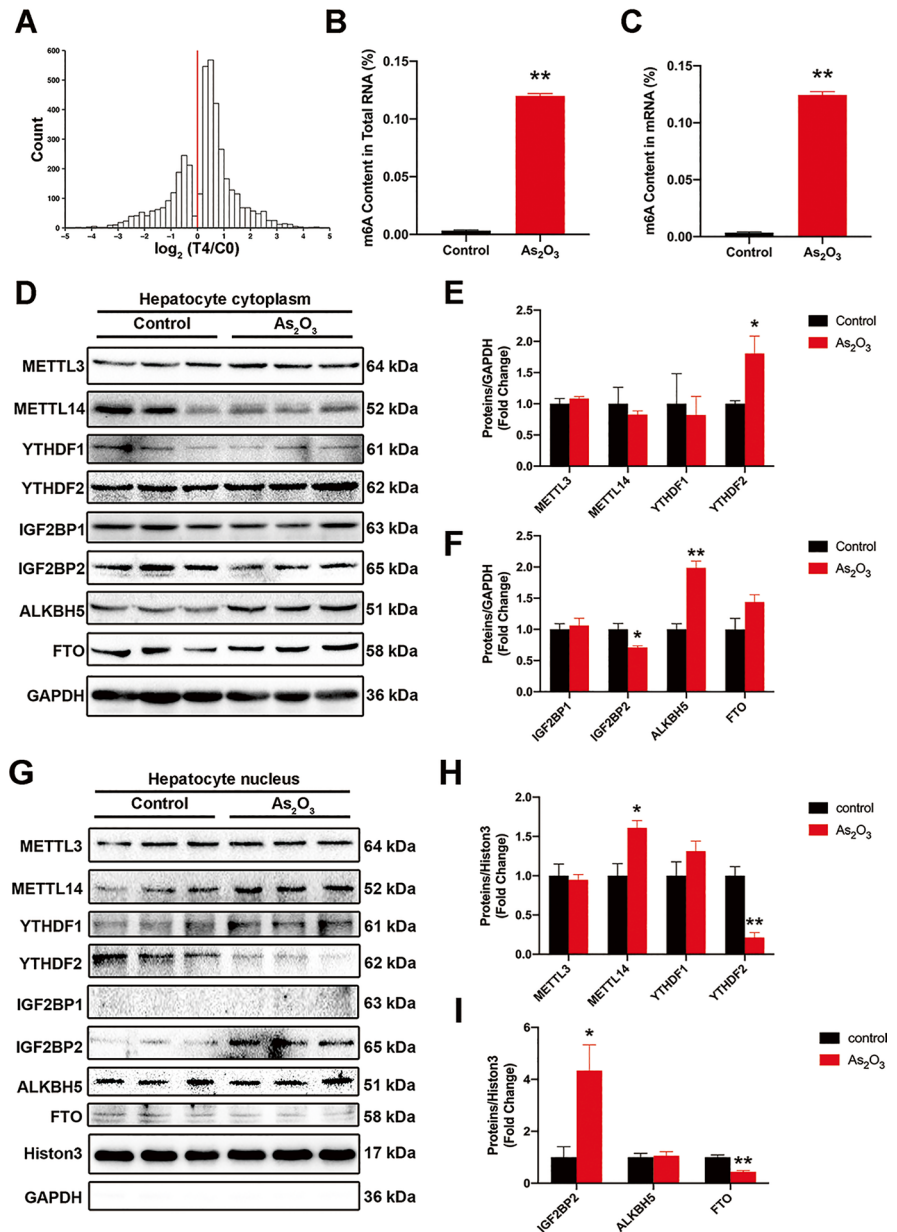 A
Count
600
500
400
300
200
100
0
-5 -4 -3 -2 -1 0 1 2 3 4 5
log2 (T4/C0)
B
m6A Content in Total RNA (%)
0.15
0.10
0.05
0.00
**
Control As2O3
C
m6A Content in mRNA (%)
0.15
0.10
0.05
0.00
**
Control As2O3
D
Hepatocyte cytoplasm
Control As2O3
METTL3 64 kDa
METTL14 52 kDa
YTHDF1 61 kDa
YTHDF2 62 kDa
IGF2BP1 63 kDa
IGF2BP2 65 kDa
ALKBH5 51 kDa
FTO 58 kDa
GAPDH 36 kDa
E
Proteins/GAPDH
(Fold Change)
2.5
2.0
1.5
1.0
0.5
0.0
*
METTL3 METTL14 YTHDF1 YTHDF2
Control
As2O3
F
Proteins/GAPDH
(Fold Change)
2.5
2.0
1.5
1.0
0.5
0.0
*
**
IGF2BP1 IGF2BP2 ALKBH5 FTO
Control
As2O3
G
Hepatocyte nucleus
Control As2O3
METTL3 64 kDa
METTL14 52 kDa
YTHDF1 61 kDa
YTHDF2 62 kDa
IGF2BP1 63 kDa
IGF2BP2 65 kDa
ALKBH5 51 kDa
FTO 58 kDa
Histon3 17 kDa
GAPDH 36 kDa
H
Proteins/Histon3
(Fold Change)
2.0
1.5
1.0
0.5
0.0
*
**
METTL3 METTL14 YTHDF1 YTHDF2
control
As2O3
I
Proteins/Histon3
(Fold Change)
6
4
2
0
*
**
IGF2BP2 ALKBH5 FTO
control
As2O3